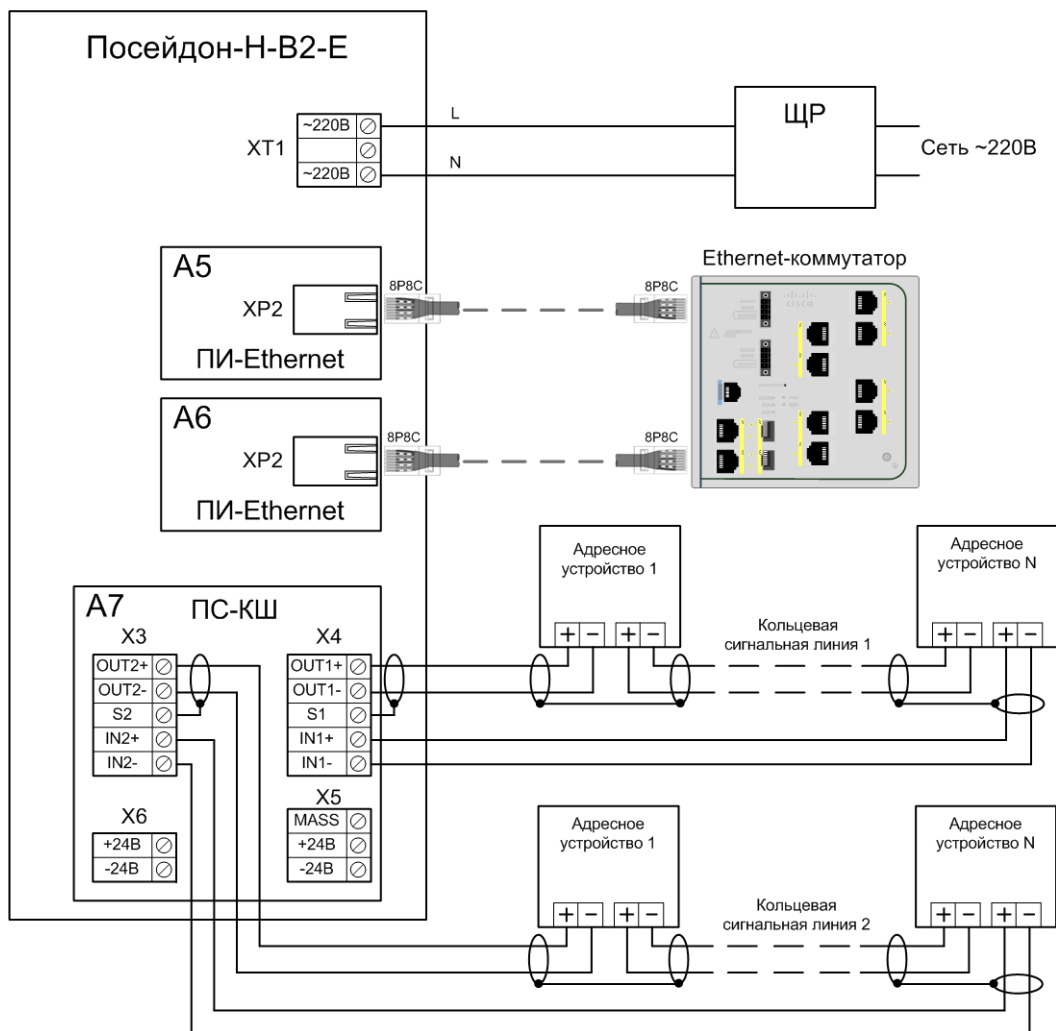 Посейдон-Н-В2-Е
XT1
~220В
~220В
L
N
ЩР
Сеть ~220В
A5
XP2
ПИ-Ethernet
8P8C
8P8C
Ethernet-коммутатор
CISCO
A6
XP2
ПИ-Ethernet
8P8C
8P8C
A7
ПС-КШ
X3
OUT2+
OUT2-
S2
IN2+
IN2-
X4
OUT1+
OUT1-
S1
IN1+
IN1-
X6
+24В
-24В
X5
MASS
+24В
-24В
Адресное
устройство 1
+ − + −
Кольцевая
сигнальная линия 1
Адресное
устройство N
+ − + −
Адресное
устройство 1
+ − + −
Кольцевая
сигнальная линия 2
Адресное
устройство N
+ − + −